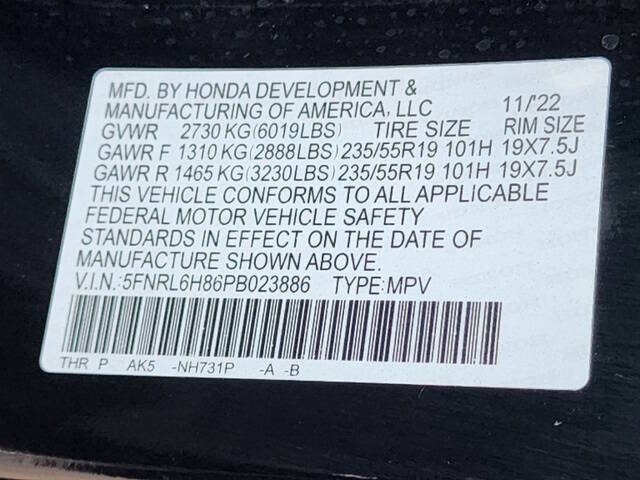 MFD. BY HONDA DEVELOPMENT &
MANUFACTURING OF AMERICA, LLC 11/'22
GVWR 2730 KG (6019LBS) TIRE SIZE RIM SIZE
GAWR F 1310 KG (2888LBS) 235/55R19 101H 19X7.5J
GAWR R 1465 KG (3230LBS) 235/55R19 101H 19X7.5J
THIS VEHICLE CONFORMS TO ALL APPLICABLE
FEDERAL MOTOR VEHICLE SAFETY
STANDARDS IN EFFECT ON THE DATE OF
MANUFACTURE SHOWN ABOVE.
V.I.N.:5FNRL6H86PB023886 TYPE:MPV
THR P AK5 -NH731P -A -B